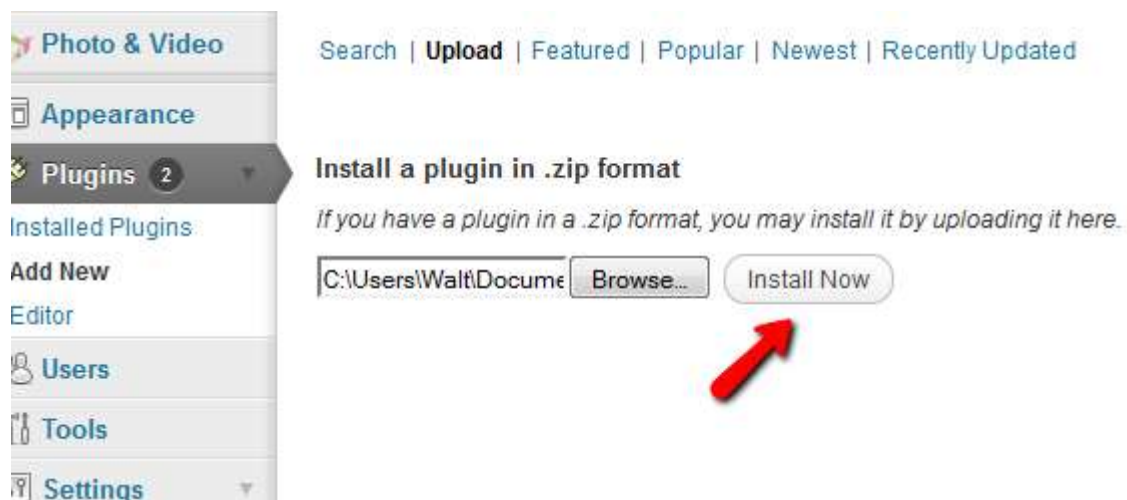 Photo & Video
Appearance
Plugins 2
Installed Plugins
Add New
Editor
Users
Tools
Settings
Search | Upload | Featured | Popular | Newest | Recently Updated
Install a plugin in .zip format
If you have a plugin in a .zip format, you may install it by uploading it here.
C:\Users\Walt\Docume Browse... Install Now